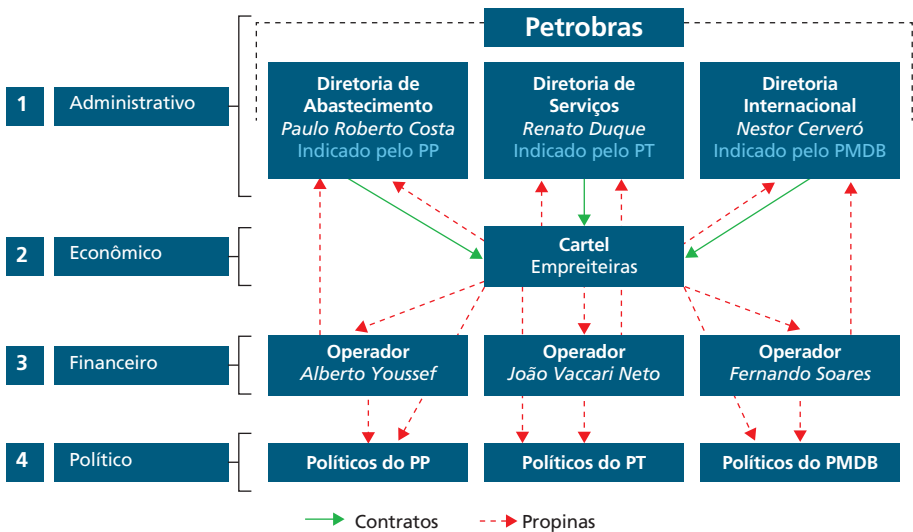 Petrobras
1
Administrativo
Diretoria de
Abastecimento
Paulo Roberto Costa
Indicado pelo PP
Diretoria de
Serviços
Renato Duque
Indicado pelo PT
Diretoria
Internacional
Nestor Cerveró
Indicado pelo PMDB
2
Econômico
Cartel
Empreiteiras
3
Financeiro
Operador
Alberto Youssef
Operador
João Vaccari Neto
Operador
Fernando Soares
4
Político
Políticos do PP
Políticos do PT
Políticos do PMDB
Contratos
Propinas